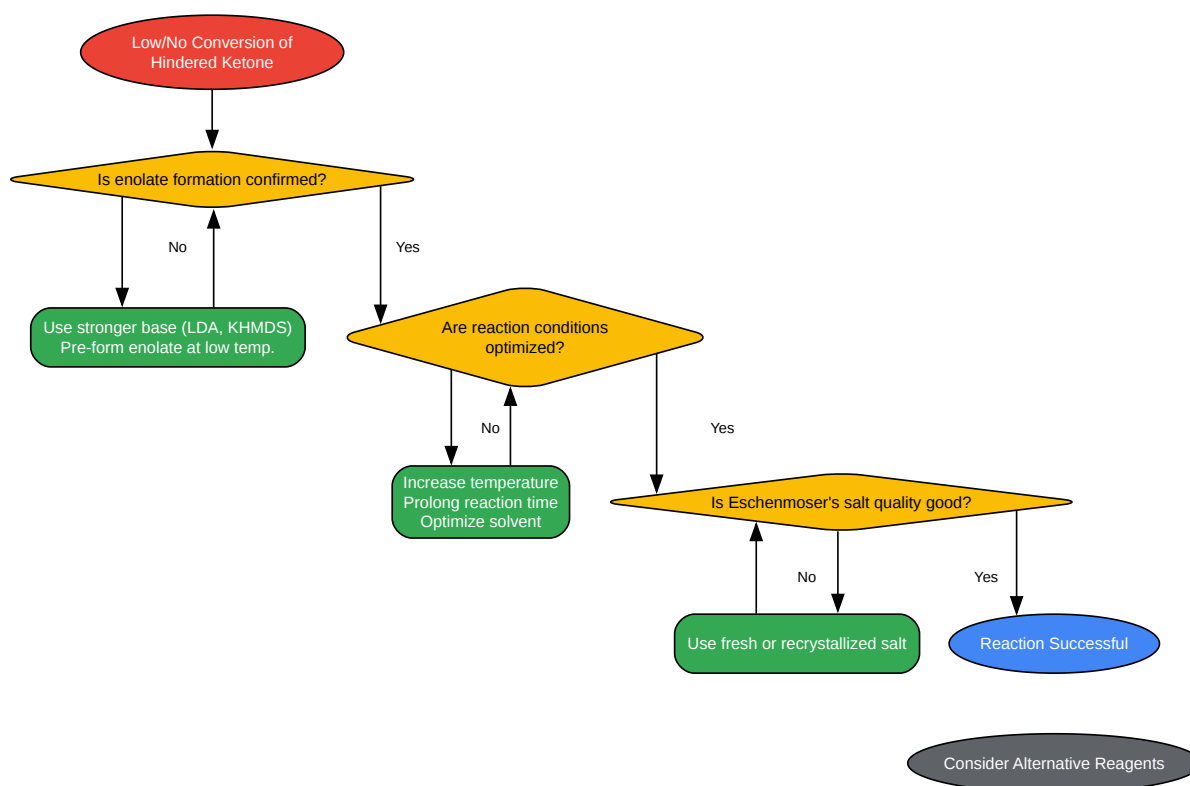 Low/No Conversion of
Hindered Ketone
Is enolate formation confirmed?
No
Yes
Use stronger base (LDA, KHMDS)
Pre-form enolate at low temp.
Are reaction conditions
optimized?
No
Yes
Increase temperature
Prolong reaction time
Optimize solvent
Is Eschenmoser's salt quality good?
No
Yes
Use fresh or recrystallized salt
Reaction Successful
Consider Alternative Reagents